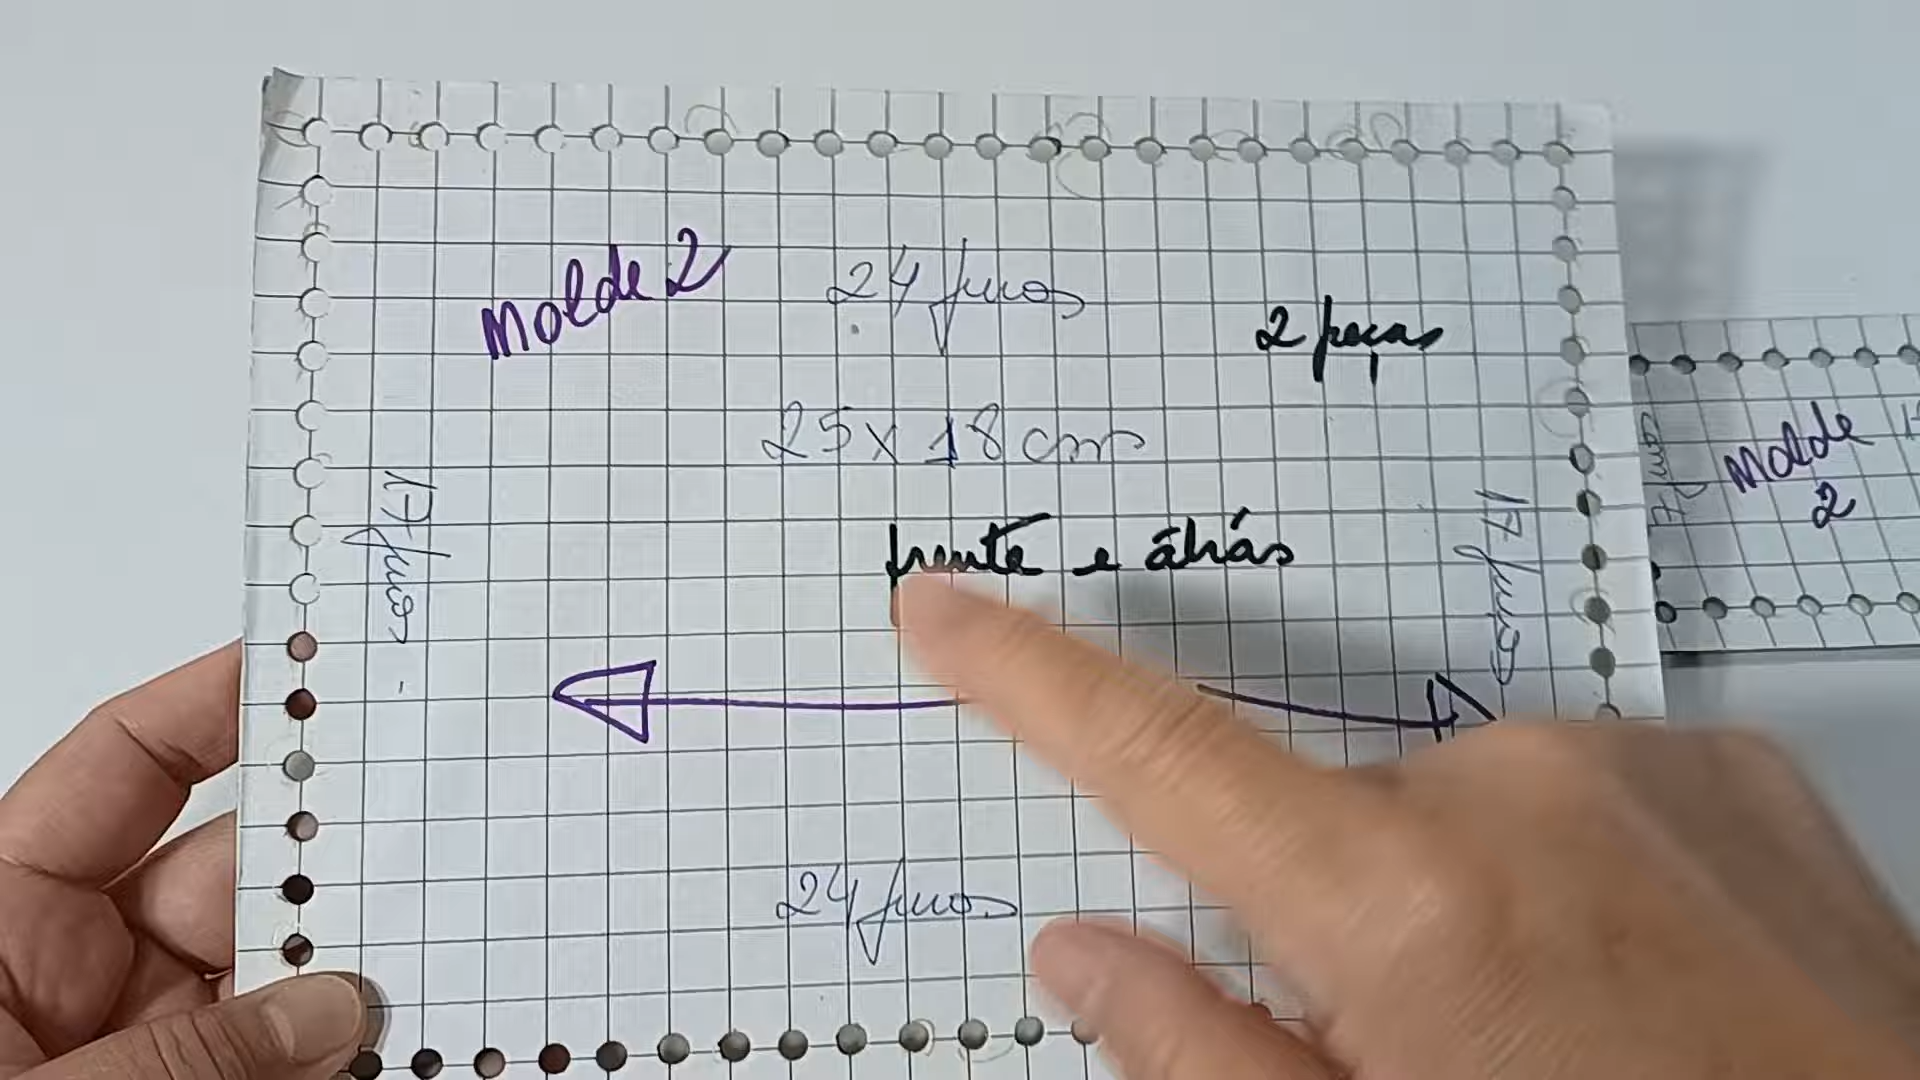 Molde 2
24 furos
2 peças
25 x 18 cm
17 furos
frente e atrás
17 furos
24 furos
Molde
2